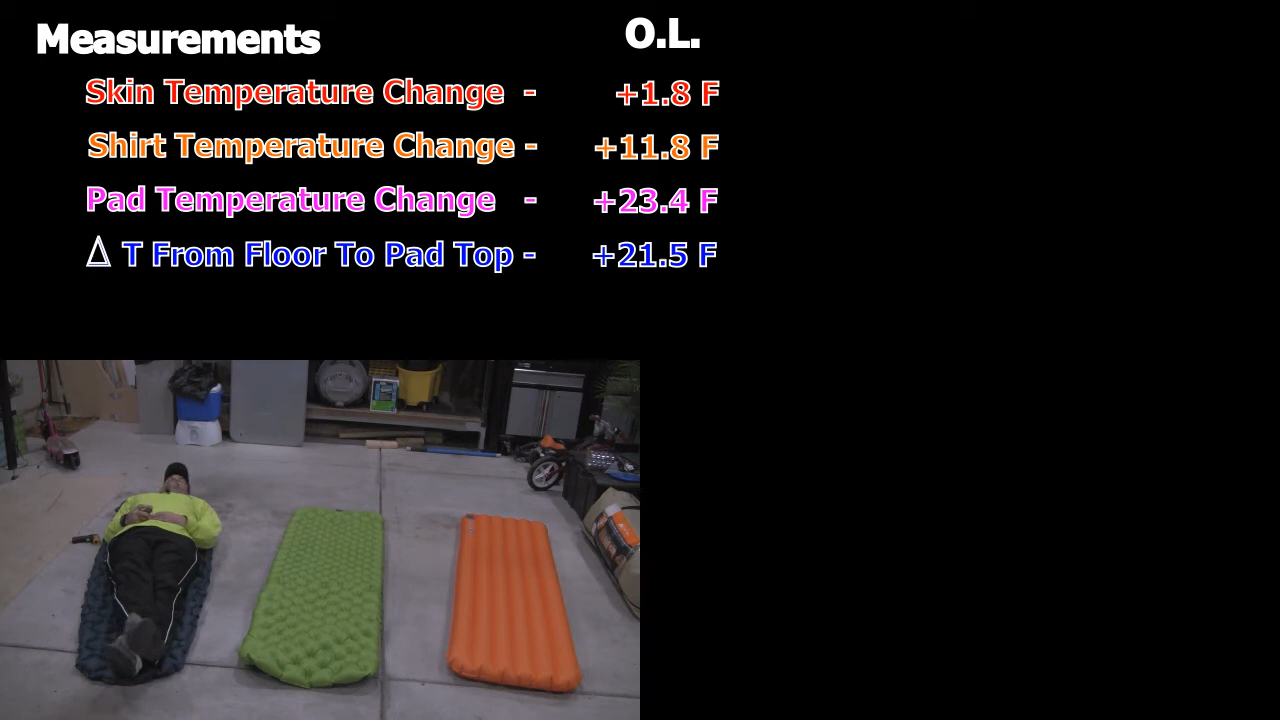 Measurements O.L.
Skin Temperature Change - +1.8 F
Shirt Temperature Change - +11.8 F
Pad Temperature Change - +23.4 F
Δ T From Floor To Pad Top - +21.5 F